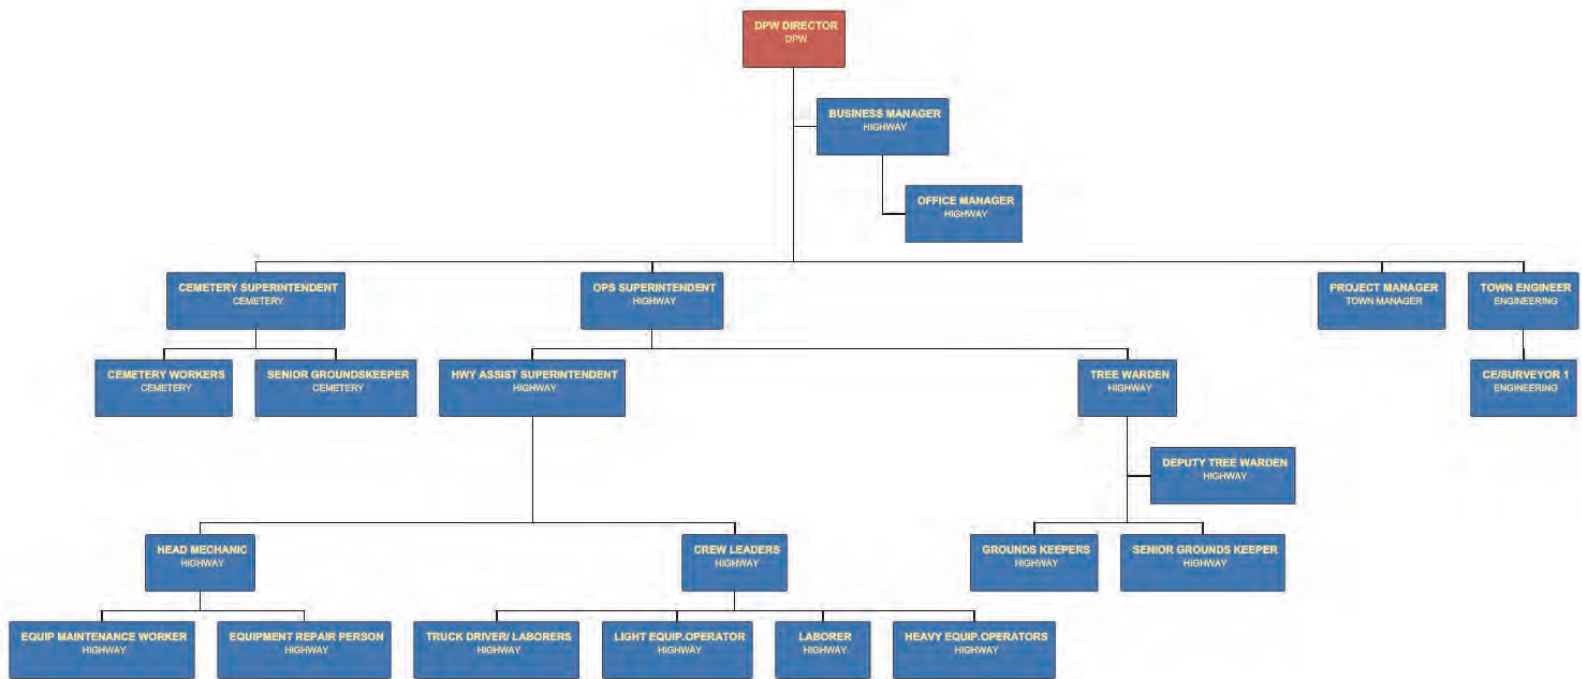 DPW DIRECTOR
DPW
BUSINESS MANAGER
HIGHWAY
OFFICE MANAGER
HIGHWAY
CEMETERY SUPERINTENDENT
CEMETERY
OPS SUPERINTENDENT
HIGHWAY
PROJECT MANAGER
TOWN MANAGER
TOWN ENGINEER
ENGINEERING
CEMETERY WORKERS
CEMETERY
SENIOR GROUNDSKEEPER
CEMETERY
HWY ASSIST SUPERINTENDENT
HIGHWAY
TREE WARDEN
HIGHWAY
CE/SURVEYOR 1
ENGINEERING
DEPUTY TREE WARDEN
HIGHWAY
HEAD MECHANIC
HIGHWAY
CREW LEADERS
HIGHWAY
GROUNDS KEEPERS
HIGHWAY
SENIOR GROUNDS KEEPER
HIGHWAY
EQUIP MAINTENANCE WORKER
HIGHWAY
EQUIPMENT REPAIR PERSON
HIGHWAY
TRUCK DRIVER/ LABORERS
HIGHWAY
LIGHT EQUIP.OPERATOR
HIGHWAY
LABORER
HIGHWAY
HEAVY EQUIP.OPERATORS
HIGHWAY